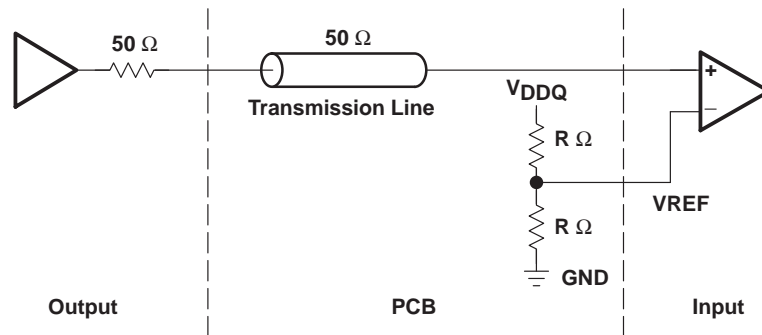 50 Ω
50 Ω
Transmission Line
VDDQ
+
–
R Ω
VREF
R Ω
GND
Output
PCB
Input